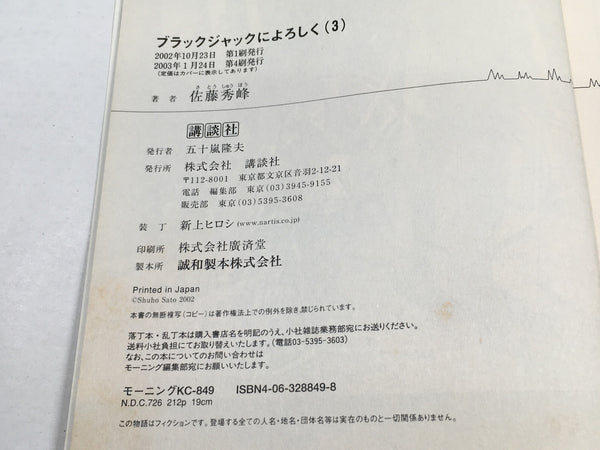 ブラックジャックによろしく(3)
2002年10月23日 第1刷発行
2003年1月24日 第4刷発行
(定価はカバーに表示してあります)
さとう しゅうほう
著者 佐藤秀峰
講談社
発行者 五十嵐隆夫
発行所 株式会社 講談社
〒112-8001 東京都文京区音羽2-12-21
電話 編集部 東京(03)3945-9155
販売部 東京(03)5395-3608
装丁 新上ヒロシ(www.nartis.co.jp)
印刷所 株式会社廣済堂
製本所 誠和製本株式会社
Printed in Japan
©Shuho Sato 2002
本書の無断複写(コピー)は著作権法上での例外を除き,禁じられています。
落丁本・乱丁本は購入書店名を明記のうえ、小社雑誌業務部宛にお送りください。
送料小社負担にてお取り替えいたします。(電話03-5395-3603)
なお、この本についてのお問い合わせは
モーニング編集部宛にお願いいたします。
モーニングKC-849 ISBN4-06-328849-8
N.D.C.726 212p 19cm
この物語はフィクションです。登場する全ての人名・地名・団体名等は実在のものと一切関係ありません。